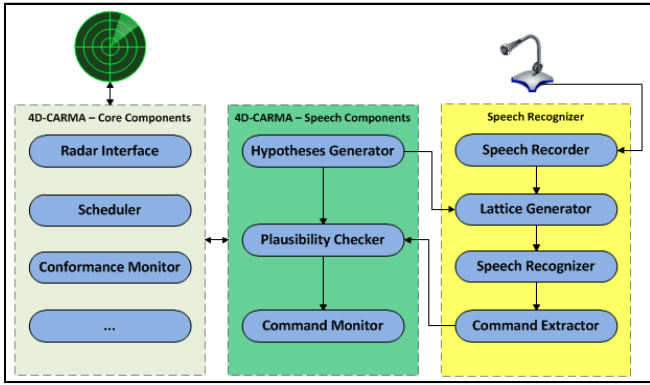 4D-CARMA – Core Components
Radar Interface
Scheduler
Conformance Monitor
...
4D-CARMA – Speech Components
Hypotheses Generator
Plausibility Checker
Command Monitor
Speech Recognizer
Speech Recorder
Lattice Generator
Speech Recognizer
Command Extractor